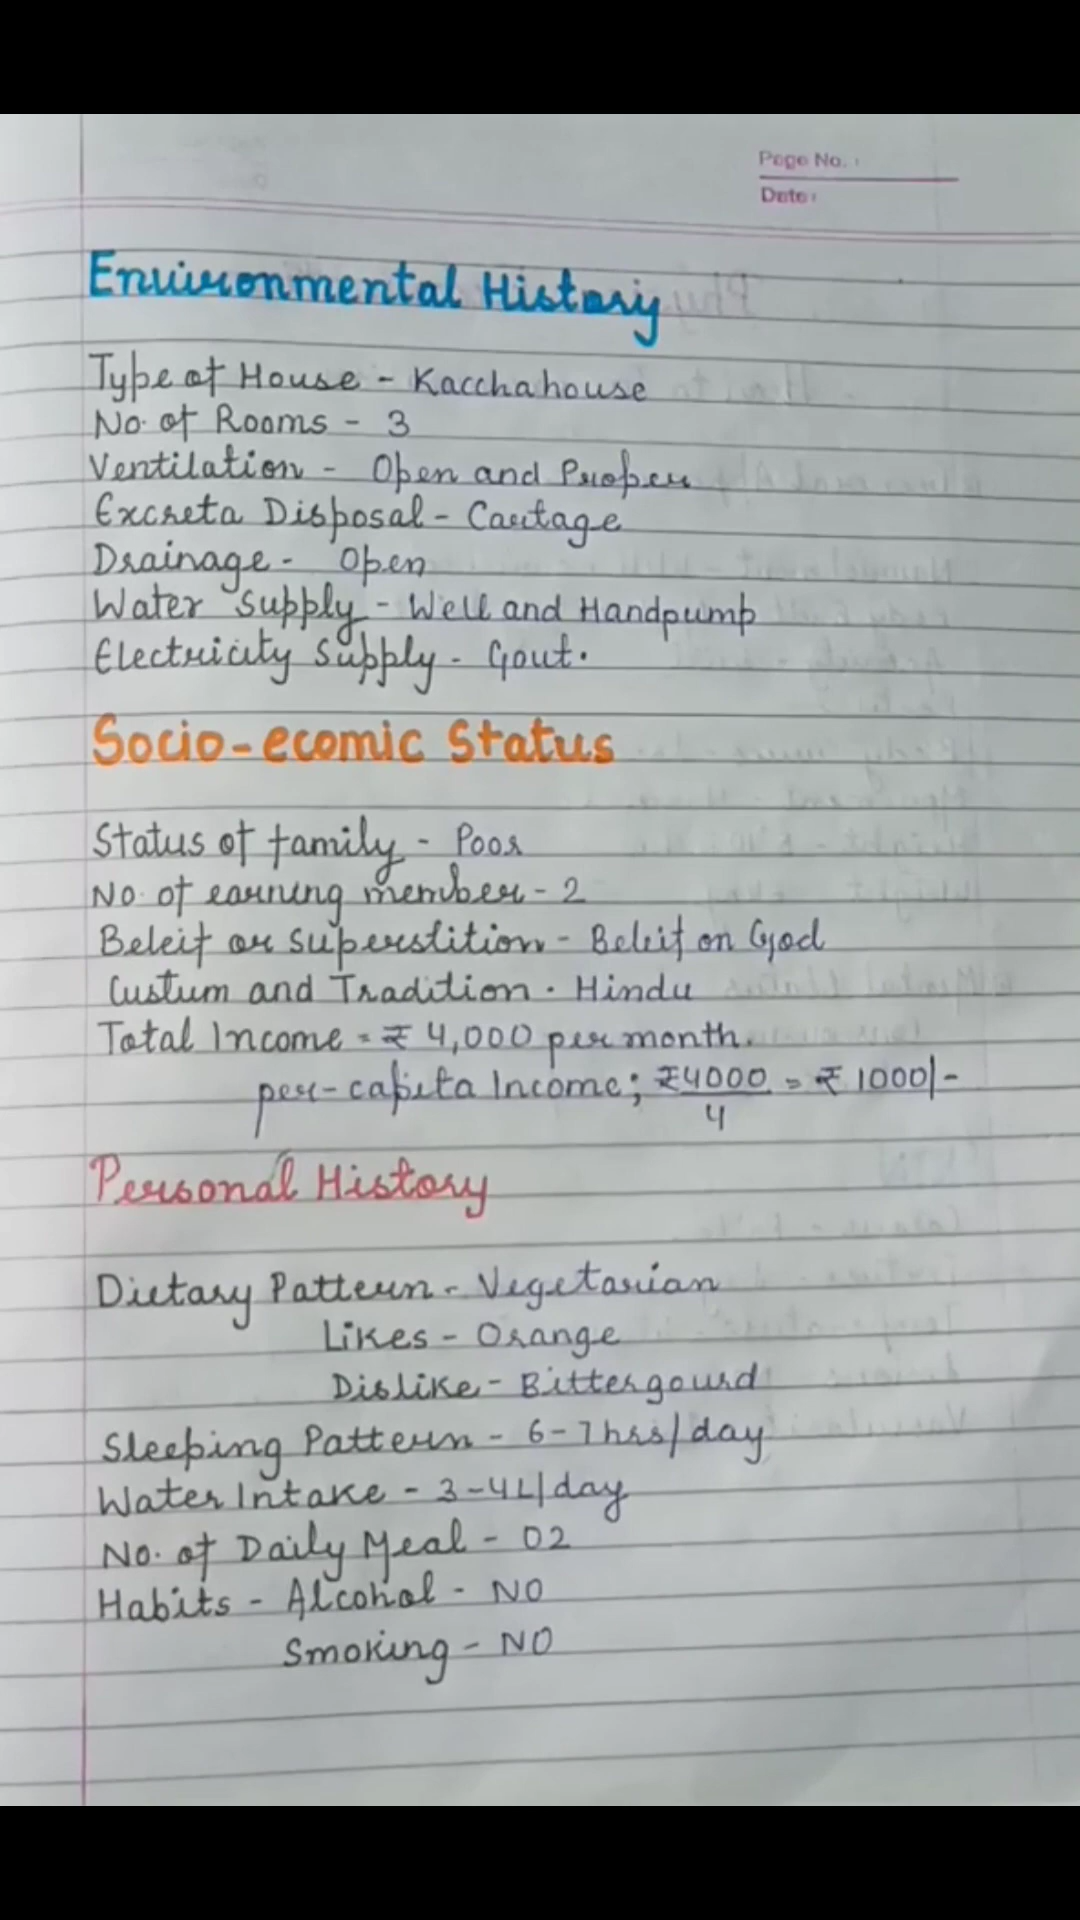 Page No. :
Date :
Environmental History
Type of House - Kacchahouse
No. of Rooms - 3
Ventilation - Open and Proper
Excreta Disposal - Cartage
Drainage - Open
Water Supply - Well and Handpump
Electricity Supply - Govt.
Socio-ecomic Status
Status of family - Poor
No. of earning member - 2
Beleif or superstition - Beleif on God
Custum and Tradition - Hindu
Total Income = ₹ 4,000 per month.
per-capita Income; ₹4000/4 = ₹ 1000/-
Personal History
Dietary Pattern - Vegetarian
Likes - Orange
Dislike - Bittergourd
Sleeping Pattern - 6-7hrs/day
Water Intake - 3-4L/day
No. of Daily Meal - 02
Habits - Alcohol - NO
Smoking - NO